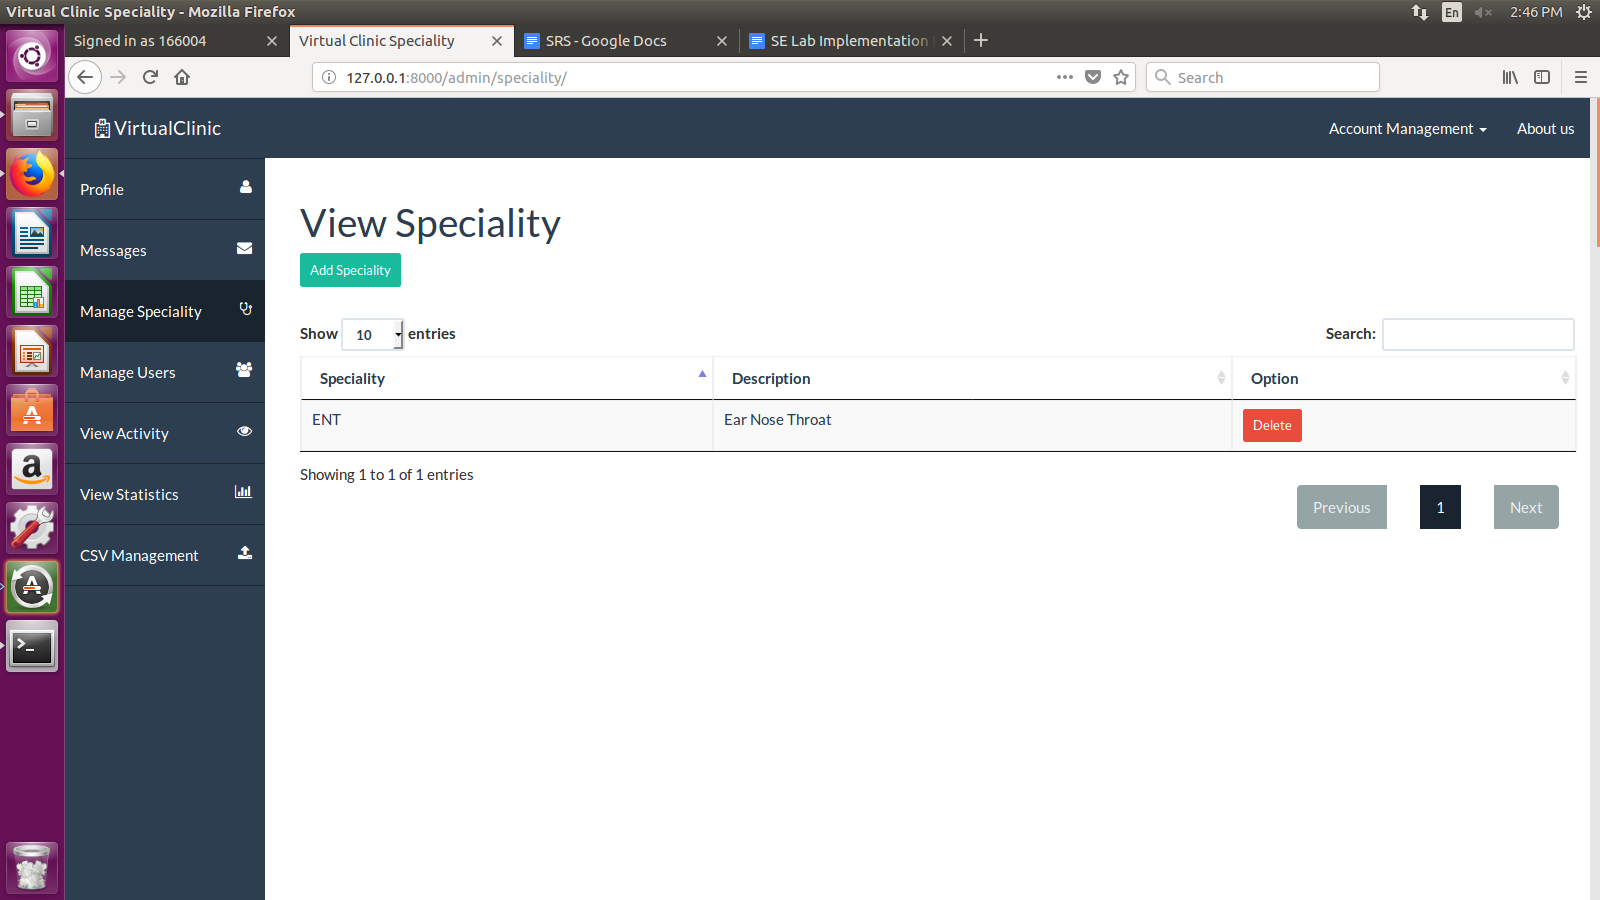 Virtual Clinic Speciality - Mozilla Firefox
En
2:46 PM
Signed in as 166004
Virtual Clinic Speciality
SRS - Google Docs
SE Lab Implementation
127.0.0.1:8000/admin/speciality/
Search
VirtualClinic
Account Management
About us
Profile
Messages
Manage Speciality
Manage Users
View Activity
View Statistics
CSV Management
View Speciality
Add Speciality
Show 10 entries
Search:
Speciality Description Option
ENT Ear Nose Throat Delete
Showing 1 to 1 of 1 entries
Previous 1 Next